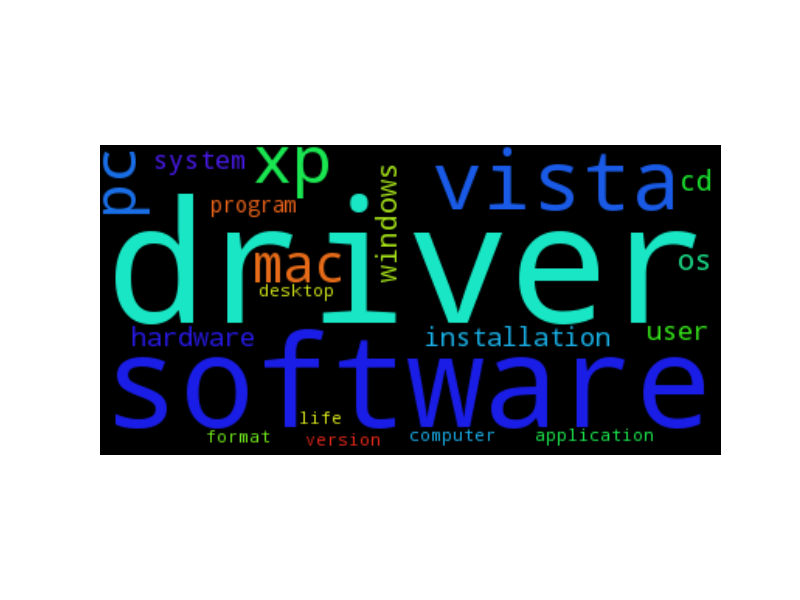 pc
system
xp
windows
vista
cd
program
driver
mac
desktop
os
hardware
installation
user
software
life
format
version
computer
application